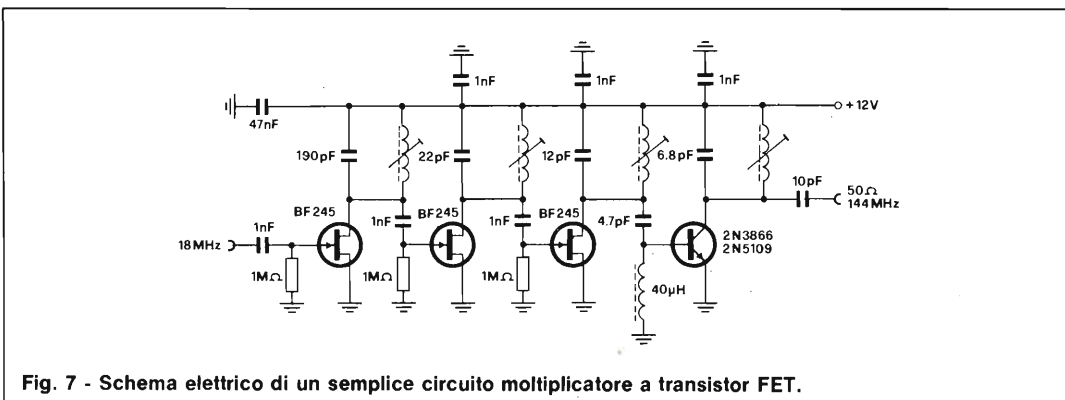 1nF
1nF
1nF
+12V
47nF
190pF
22pF
12pF
6.8pF
10pF
50Ω
144MHz
BF245
1nF
BF245
1nF
BF245
4.7pF
1nF
18MHz
2N3866
2N5109
1MΩ
1MΩ
1MΩ
40μH
Fig. 7 - Schema elettrico di un semplice circuito moltiplicatore a transistor FET.